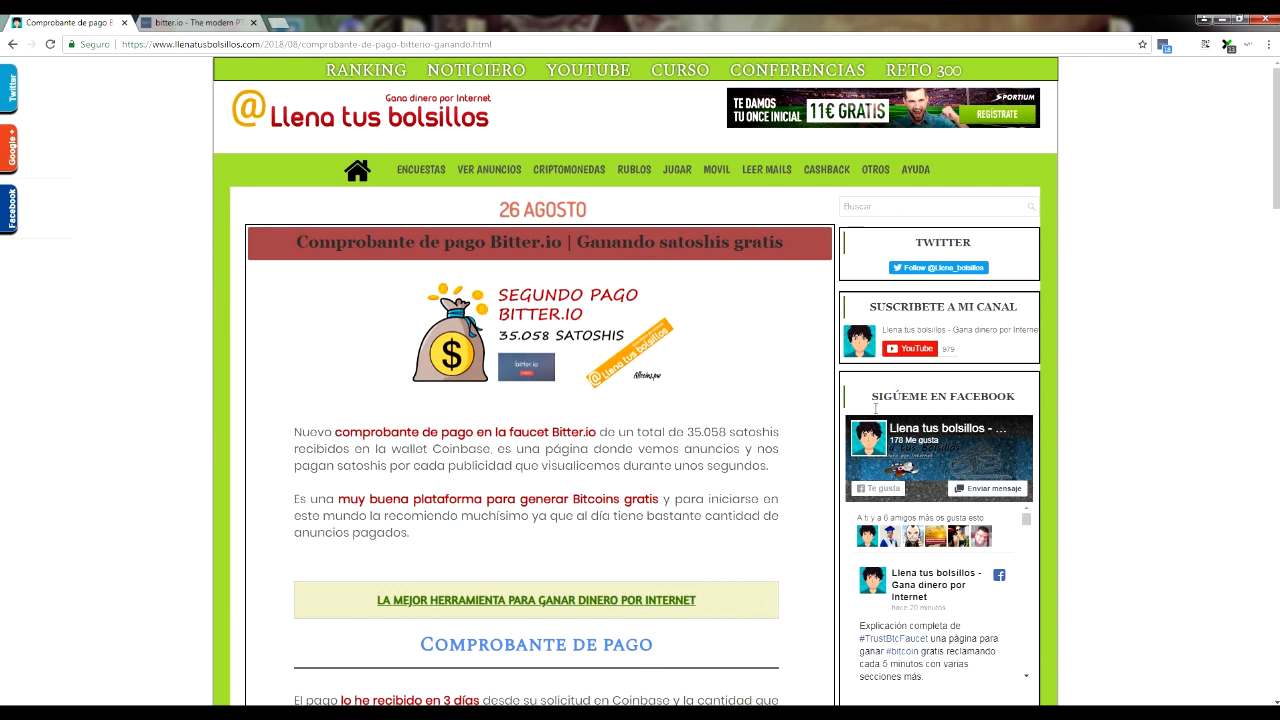 Comprobante de pago B
bitter.io - The modern PT
Seguro
https://www.llenatusbolsillos.com/2018/08/comprobante-de-pago-bitterio-ganando.html
RANKING NOTICIERO YOUTUBE CURSO CONFERENCIAS RETO 300
Gana dinero por Internet
@Llena tus bolsillos
TE DAMOS
TU ONCE INICIAL
11€ GRATIS
SPORTIUM
REGÍSTRATE
ENCUESTAS VER ANUNCIOS CRIPTOMONEDAS RUBLOS JUGAR MOVIL LEER MAILS CASHBACK OTROS AYUDA
Twitter
Google +
Facebook
26 AGOSTO
Comprobante de pago Bitter.io | Ganando satoshis gratis
SEGUNDO PAGO
BITTER.IO
35.058 SATOSHIS
bitter.io
@Llena tus bolsillos
Nuevo comprobante de pago en la faucet Bitter.io de un total de 35.058 satoshis
recibidos en la wallet Coinbase, es una página donde vemos anuncios y nos
pagan satoshis por cada publicidad que visualicemos durante unos segundos.
Es una muy buena plataforma para generar Bitcoins gratis y para iniciarse en
este mundo la recomiendo muchísimo ya que al día tiene bastante cantidad de
anuncios pagados.
LA MEJOR HERRAMIENTA PARA GANAR DINERO POR INTERNET
COMPROBANTE DE PAGO
El pago lo he recibido en 3 días desde su solicitud en Coinbase y la cantidad que
Buscar...
TWITTER
Follow @Llena_bolsillos
SUSCRIBETE A MI CANAL
Llena tus bolsillos - Gana dinero por Interne
YouTube 979
SIGÚEME EN FACEBOOK
Llena tus bolsillos - ...
178 Me gusta
Te gusta
Enviar mensaje
A ti y a 6 amigos más os gusta esto
Llena tus bolsillos -
Gana dinero por
Internet
hace 20 minutos
Explicación completa de
#TrustBtcFaucet una página para
ganar #bitcoin gratis reclamando
cada 5 minutos con varias
secciones más.